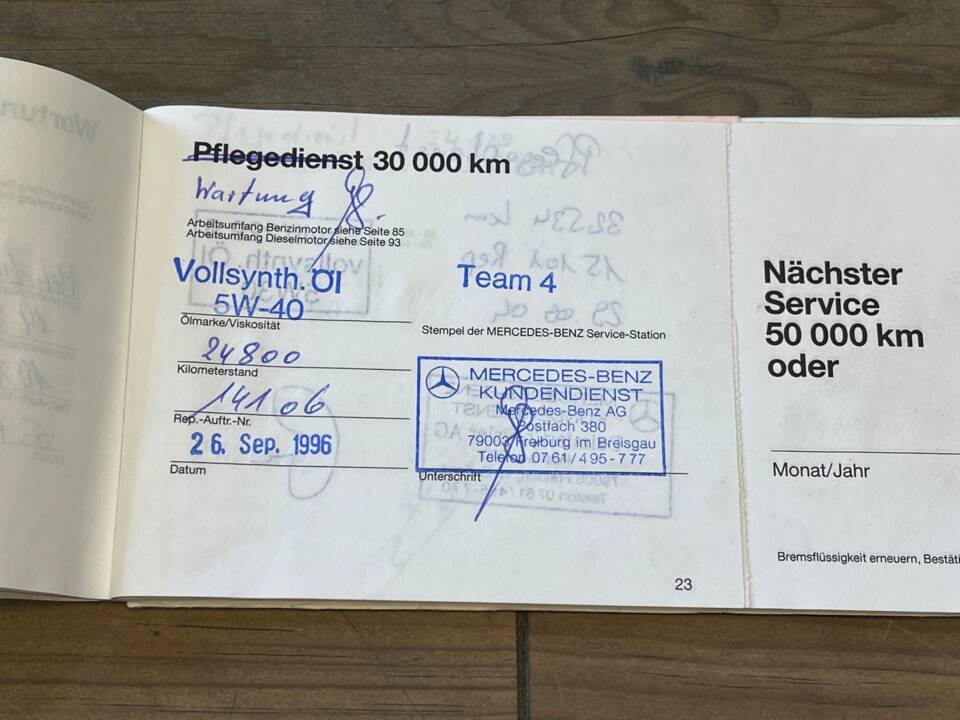 Pflegedienst 30 000 km
Wartung
Arbeitsumfang Benzinmotor siehe Seite 85
Arbeitsumfang Dieselmotor siehe Seite 93
Vollsynth. Öl
5W-40
Ölmarke/Viskosität
24800
Kilometerstand
141 06
Rep.-Auftr.-Nr.
26. Sep. 1996
Datum
Team 4
Stempel der MERCEDES-BENZ Service-Station
MERCEDES-BENZ
KUNDENDIENST
Mercedes-Benz AG
Postfach 380
79003 Freiburg im Breisgau
Telefon 07 61 / 4 95 - 7 77
Unterschrift
23
Nächster
Service
50 000 km
oder
Monat/Jahr
Bremsflüssigkeit erneuern, Bestäti